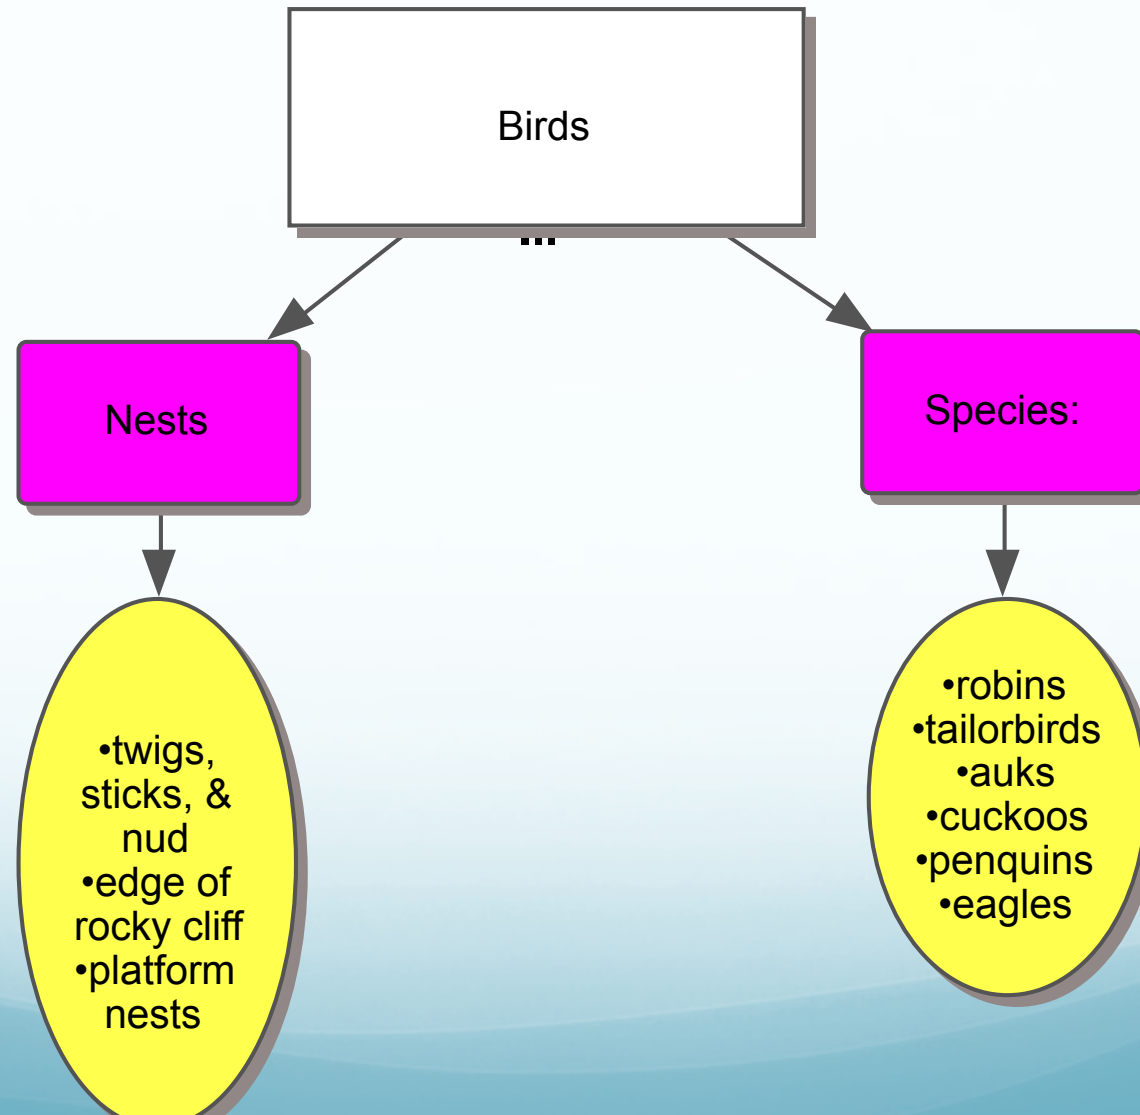 Birds
...
Nests
Species:
•twigs,
sticks, &
nud
•edge of
rocky cliff
•platform
nests
•robins
•tailorbirds
•auks
•cuckoos
•penquins
•eagles